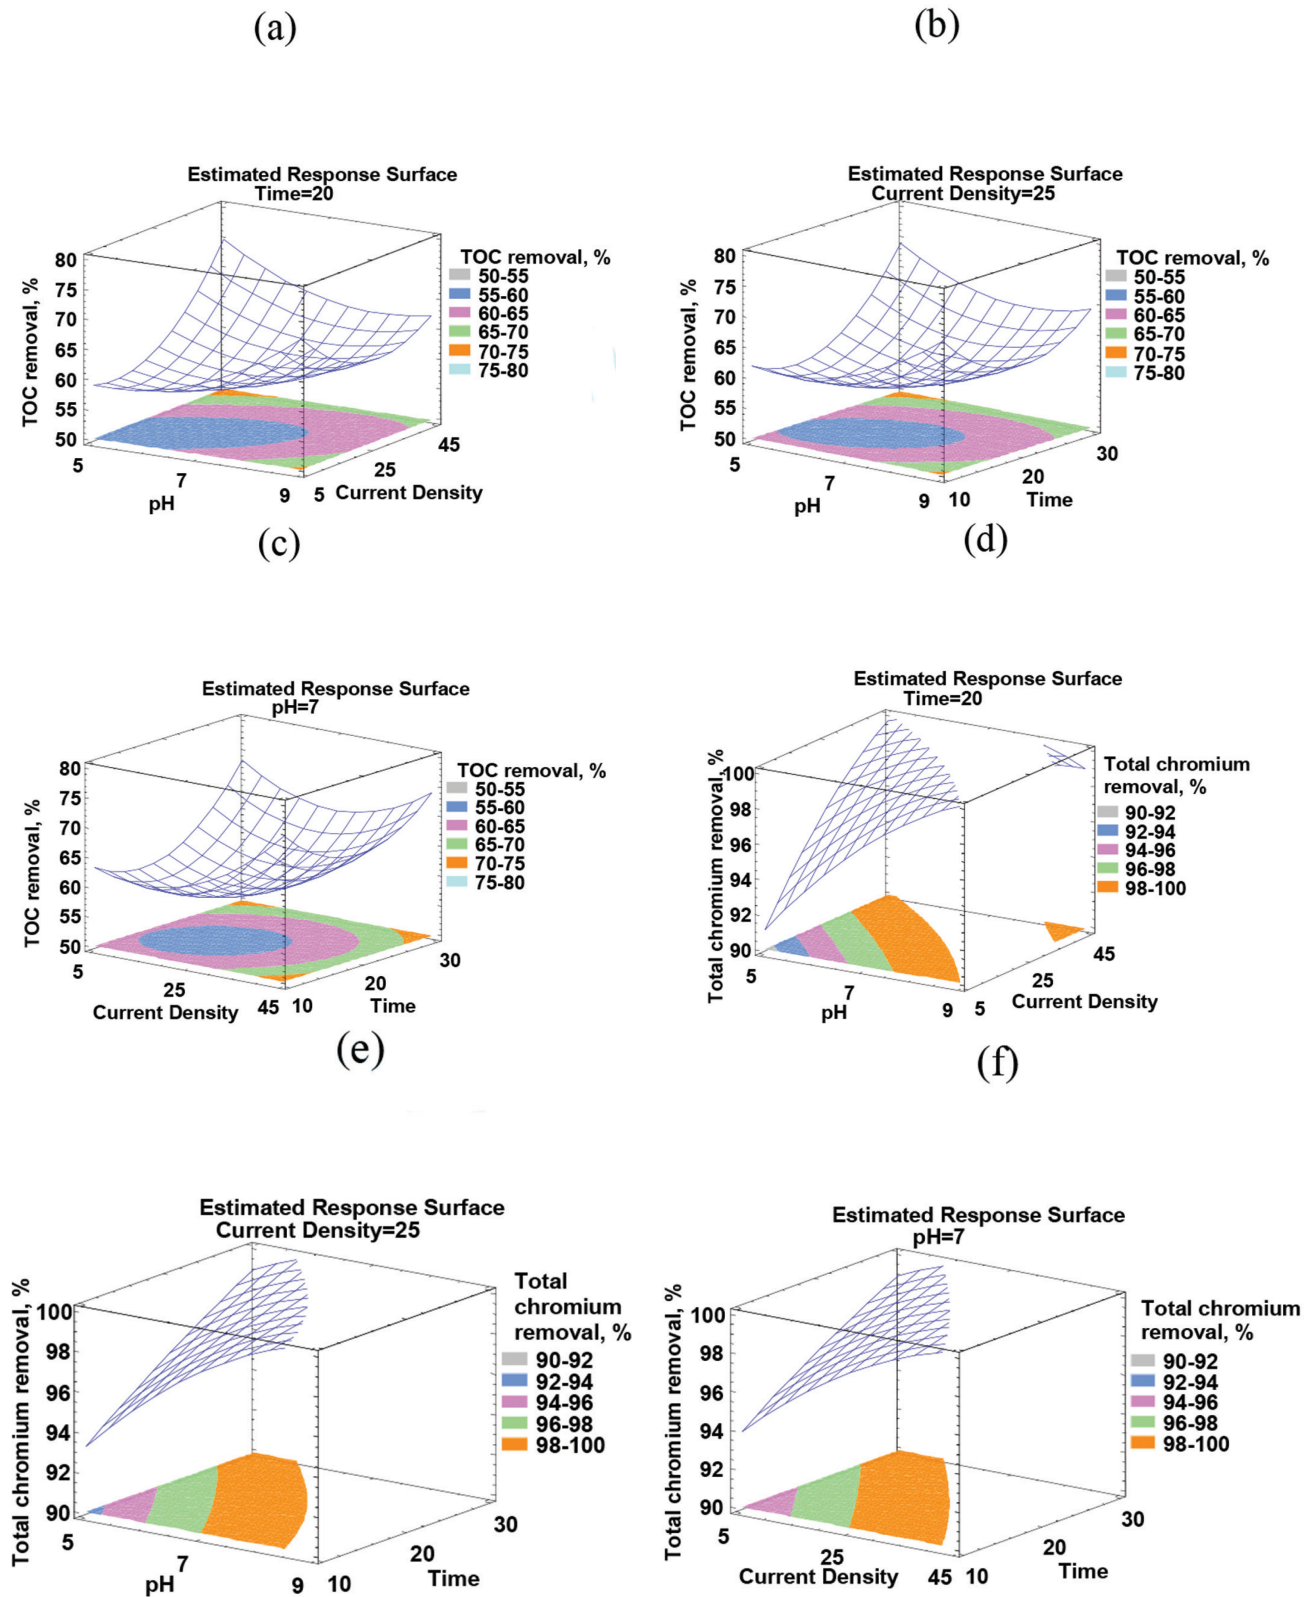 (a)
(b)
Estimated Response Surface
Time=20
TOC removal, %
80
75
70
65
60
55
50
5
7
9
pH
5
25
45
Current Density
TOC removal, %
50-55
55-60
60-65
65-70
70-75
75-80
Estimated Response Surface
Current Density=25
TOC removal, %
80
75
70
65
60
55
50
5
7
9
pH
10
20
30
Time
TOC removal, %
50-55
55-60
60-65
65-70
70-75
75-80
(c)
(d)
Estimated Response Surface
pH=7
TOC removal, %
80
75
70
65
60
55
50
5
25
45
Current Density
10
20
30
Time
TOC removal, %
50-55
55-60
60-65
65-70
70-75
75-80
Estimated Response Surface
Time=20
Total chromium removal, %
100
98
96
94
92
90
5
7
9
pH
5
25
45
Current Density
Total chromium
removal, %
90-92
92-94
94-96
96-98
98-100
(e)
(f)
Estimated Response Surface
Current Density=25
Total chromium removal, %
100
98
96
94
92
90
5
7
9
pH
10
20
30
Time
Total
chromium
removal, %
90-92
92-94
94-96
96-98
98-100
Estimated Response Surface
pH=7
Total chromium removal, %
100
98
96
94
92
90
5
25
45
Current Density
10
20
30
Time
Total chromium
removal, %
90-92
92-94
94-96
96-98
98-100